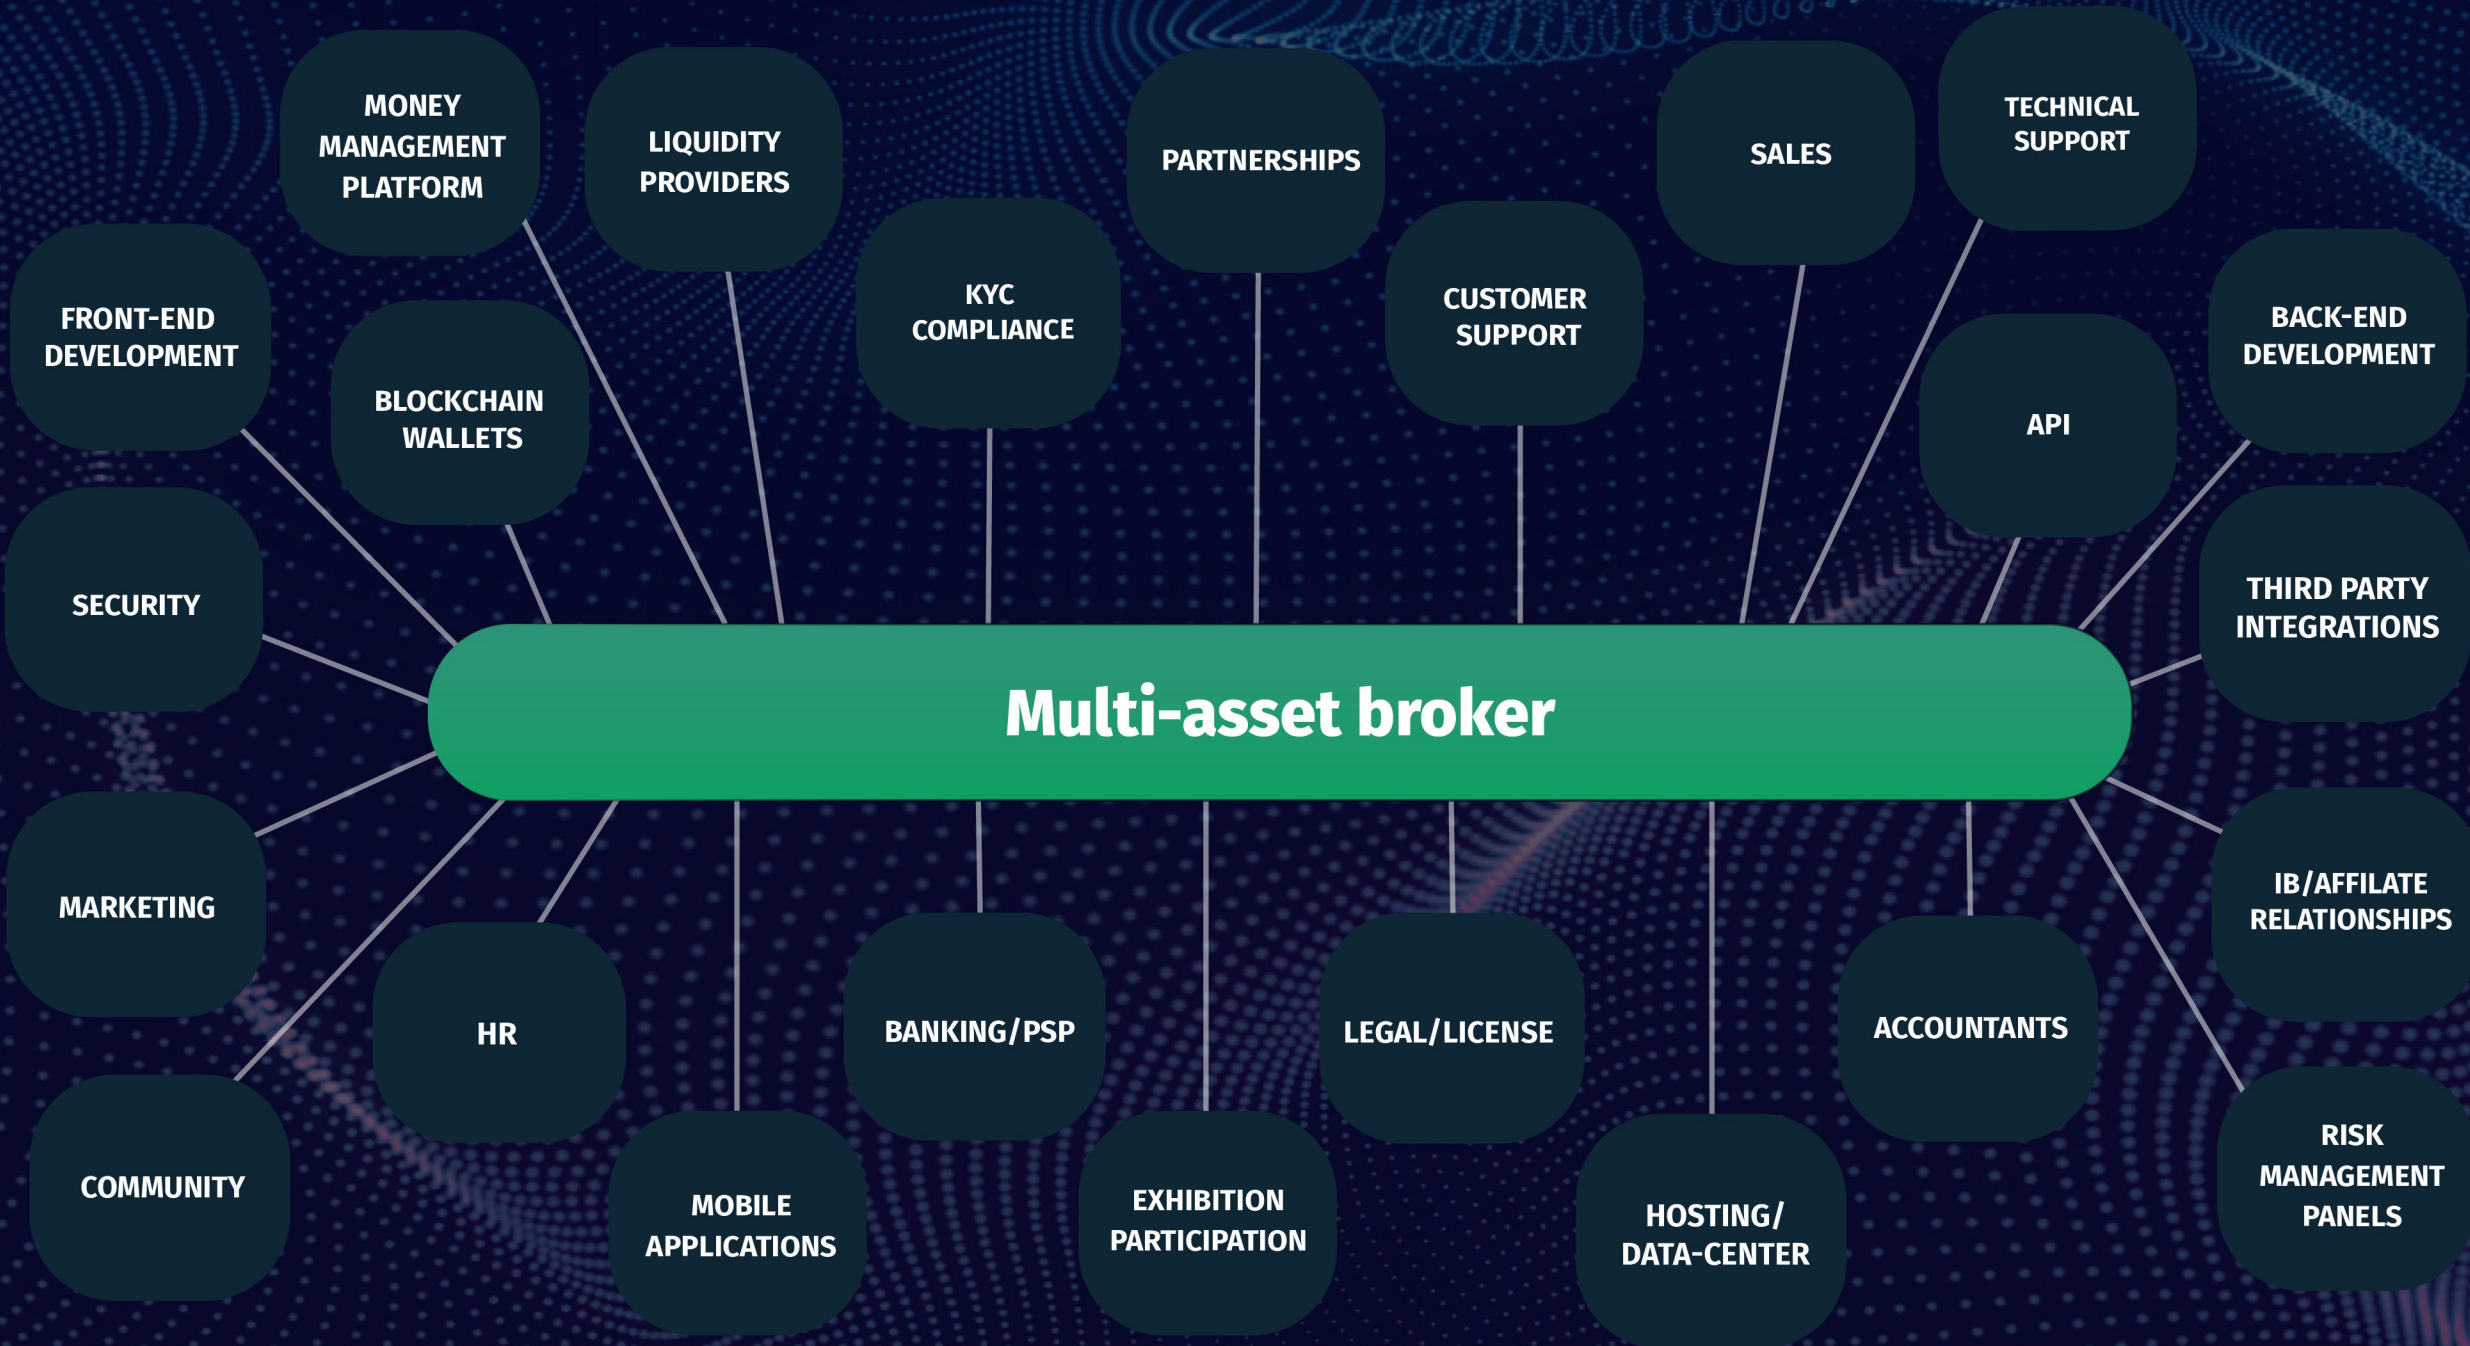 MONEY
MANAGEMENT
PLATFORM
LIQUIDITY
PROVIDERS
PARTNERSHIPS
SALES
TECHNICAL
SUPPORT
FRONT-END
DEVELOPMENT
BLOCKCHAIN
WALLETS
KYC
COMPLIANCE
CUSTOMER
SUPPORT
API
BACK-END
DEVELOPMENT
SECURITY
THIRD PARTY
INTEGRATIONS
Multi-asset broker
MARKETING
IB/AFFILATE
RELATIONSHIPS
HR
BANKING/PSP
LEGAL/LICENSE
ACCOUNTANTS
COMMUNITY
MOBILE
APPLICATIONS
EXHIBITION
PARTICIPATION
HOSTING/
DATA-CENTER
RISK
MANAGEMENT
PANELS